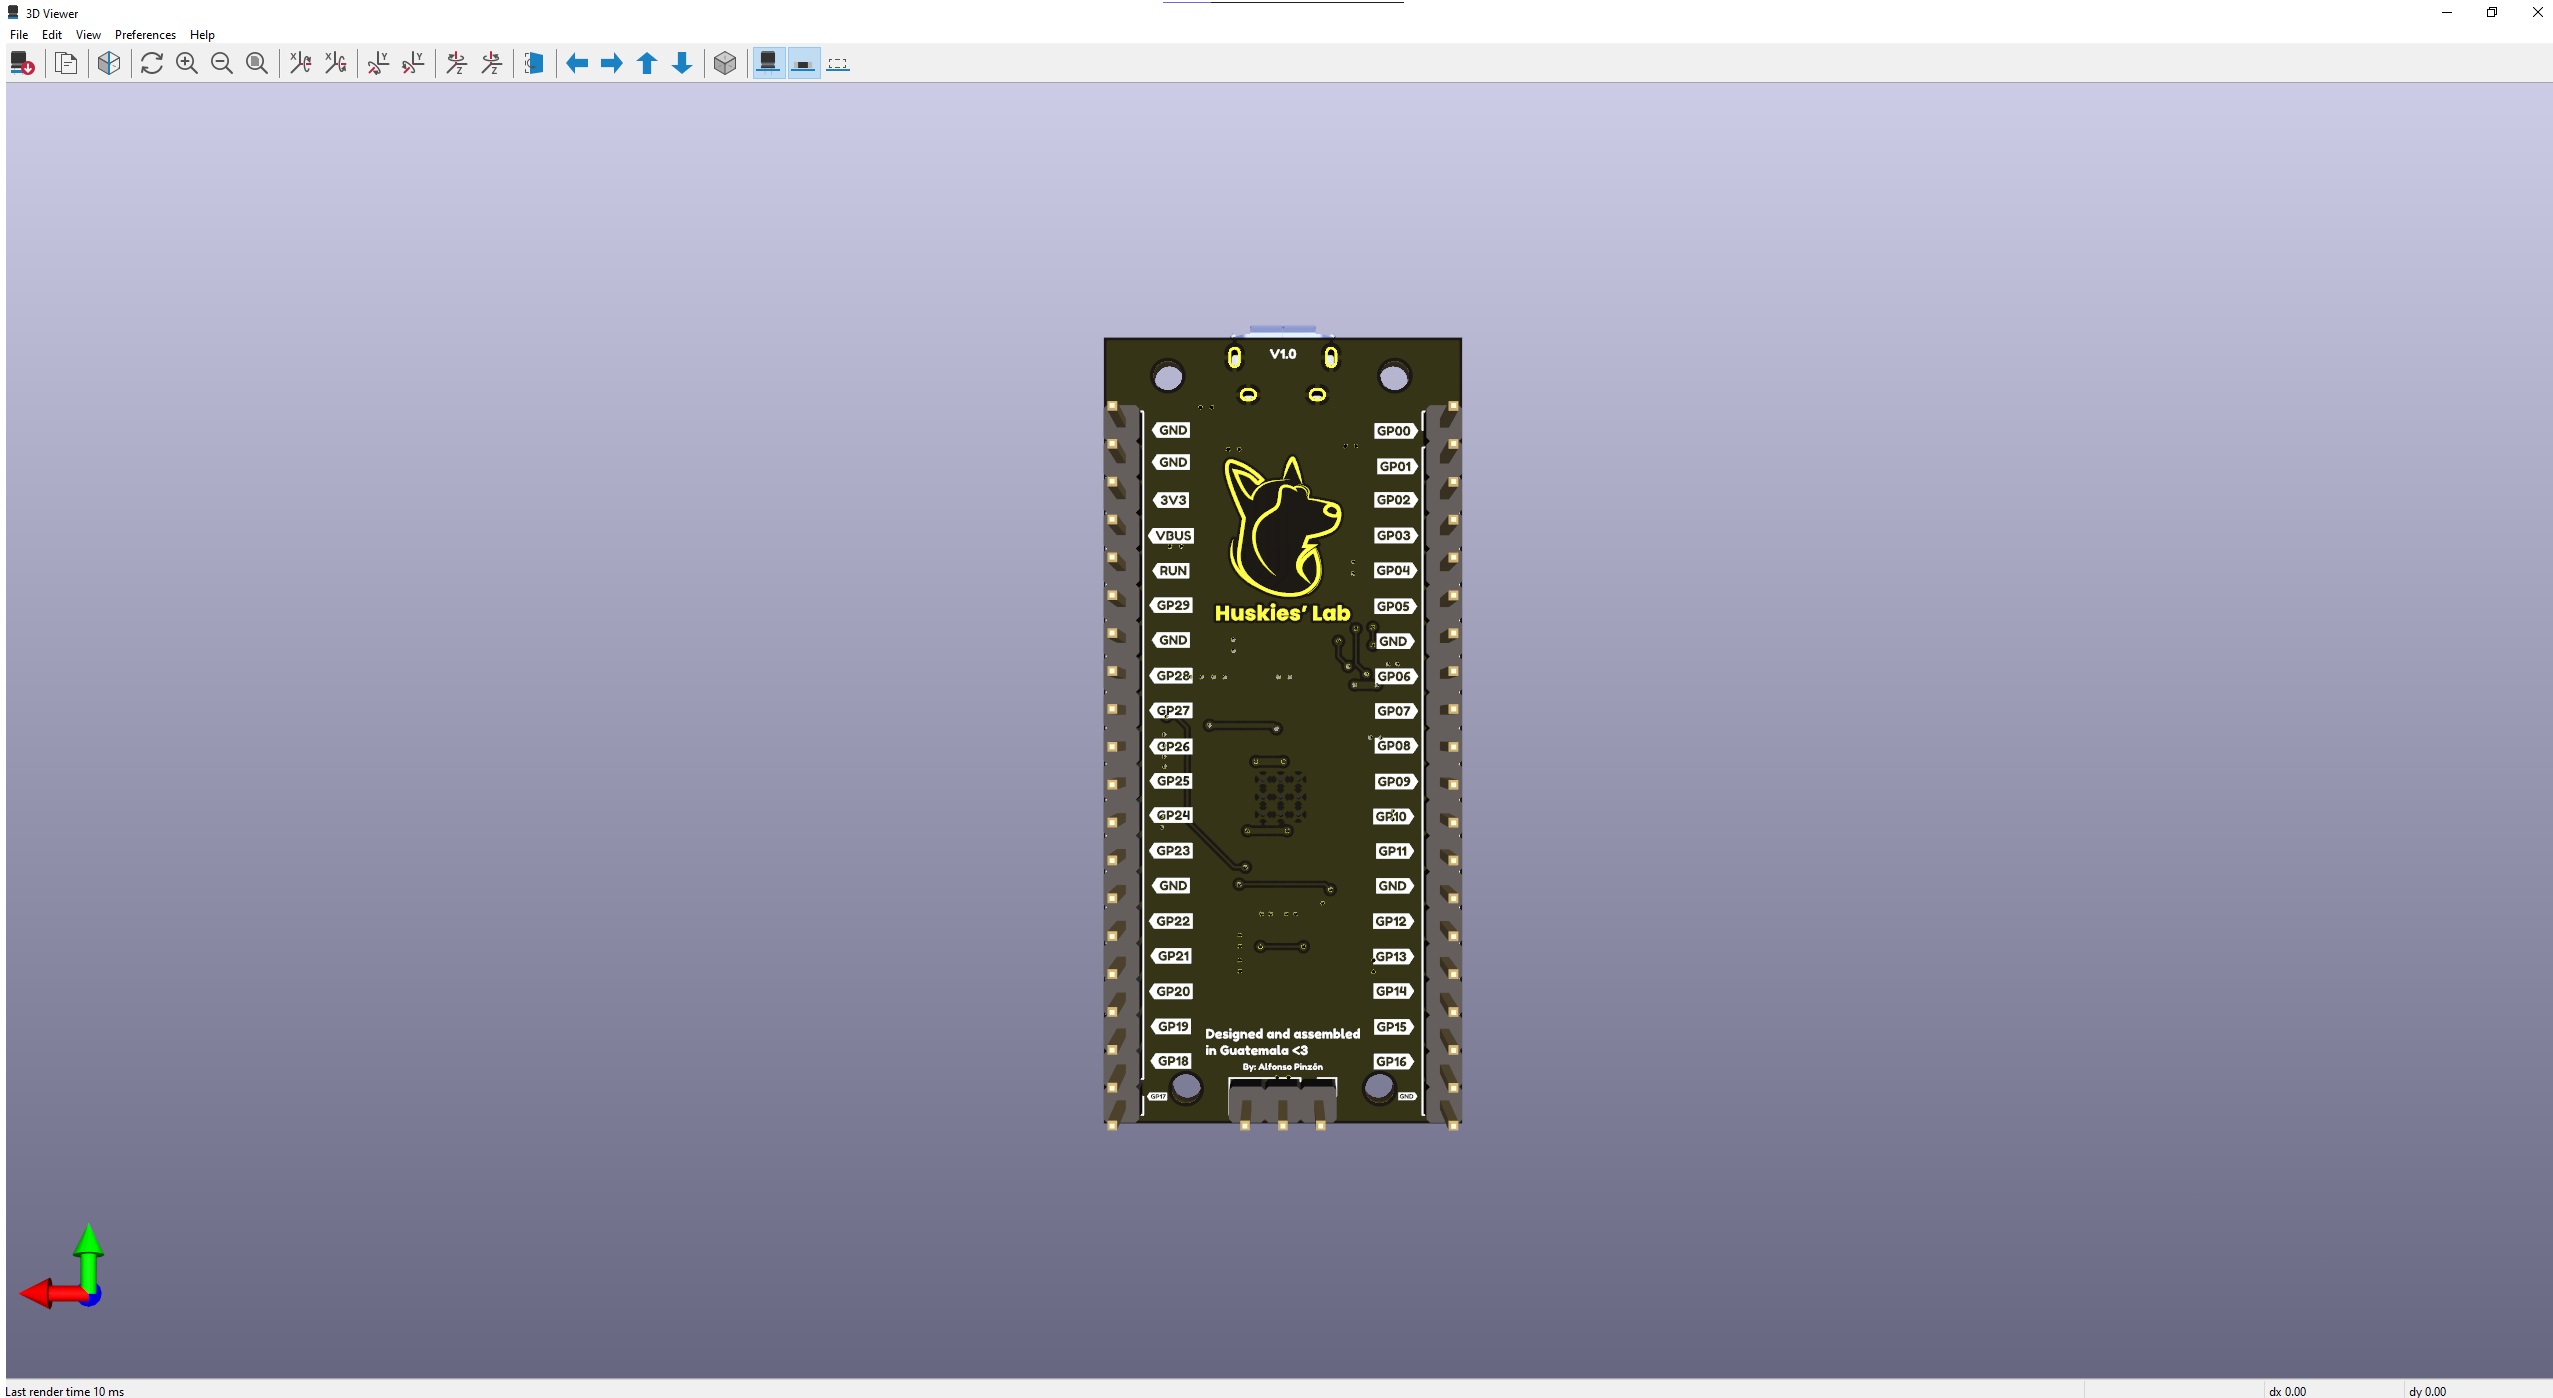 3D Viewer
File Edit View Preferences Help
V1.0
GND GP00
GND GP01
3V3 GP02
VBUS GP03
RUN GP04
GP29 GP05
Huskies' Lab
GND GND
GP28 GP06
GP27 GP07
GP26 GP08
GP25 GP09
GP24 GP10
GP23 GP11
GND GND
GP22 GP12
GP21 GP13
GP20 GP14
GP19 GP15
Designed and assembled
in Guatemala <3
GP18 GP16
By: Alfonso Pinzón
GP17 GND
Last render time 10 ms dx 0.00 dy 0.00